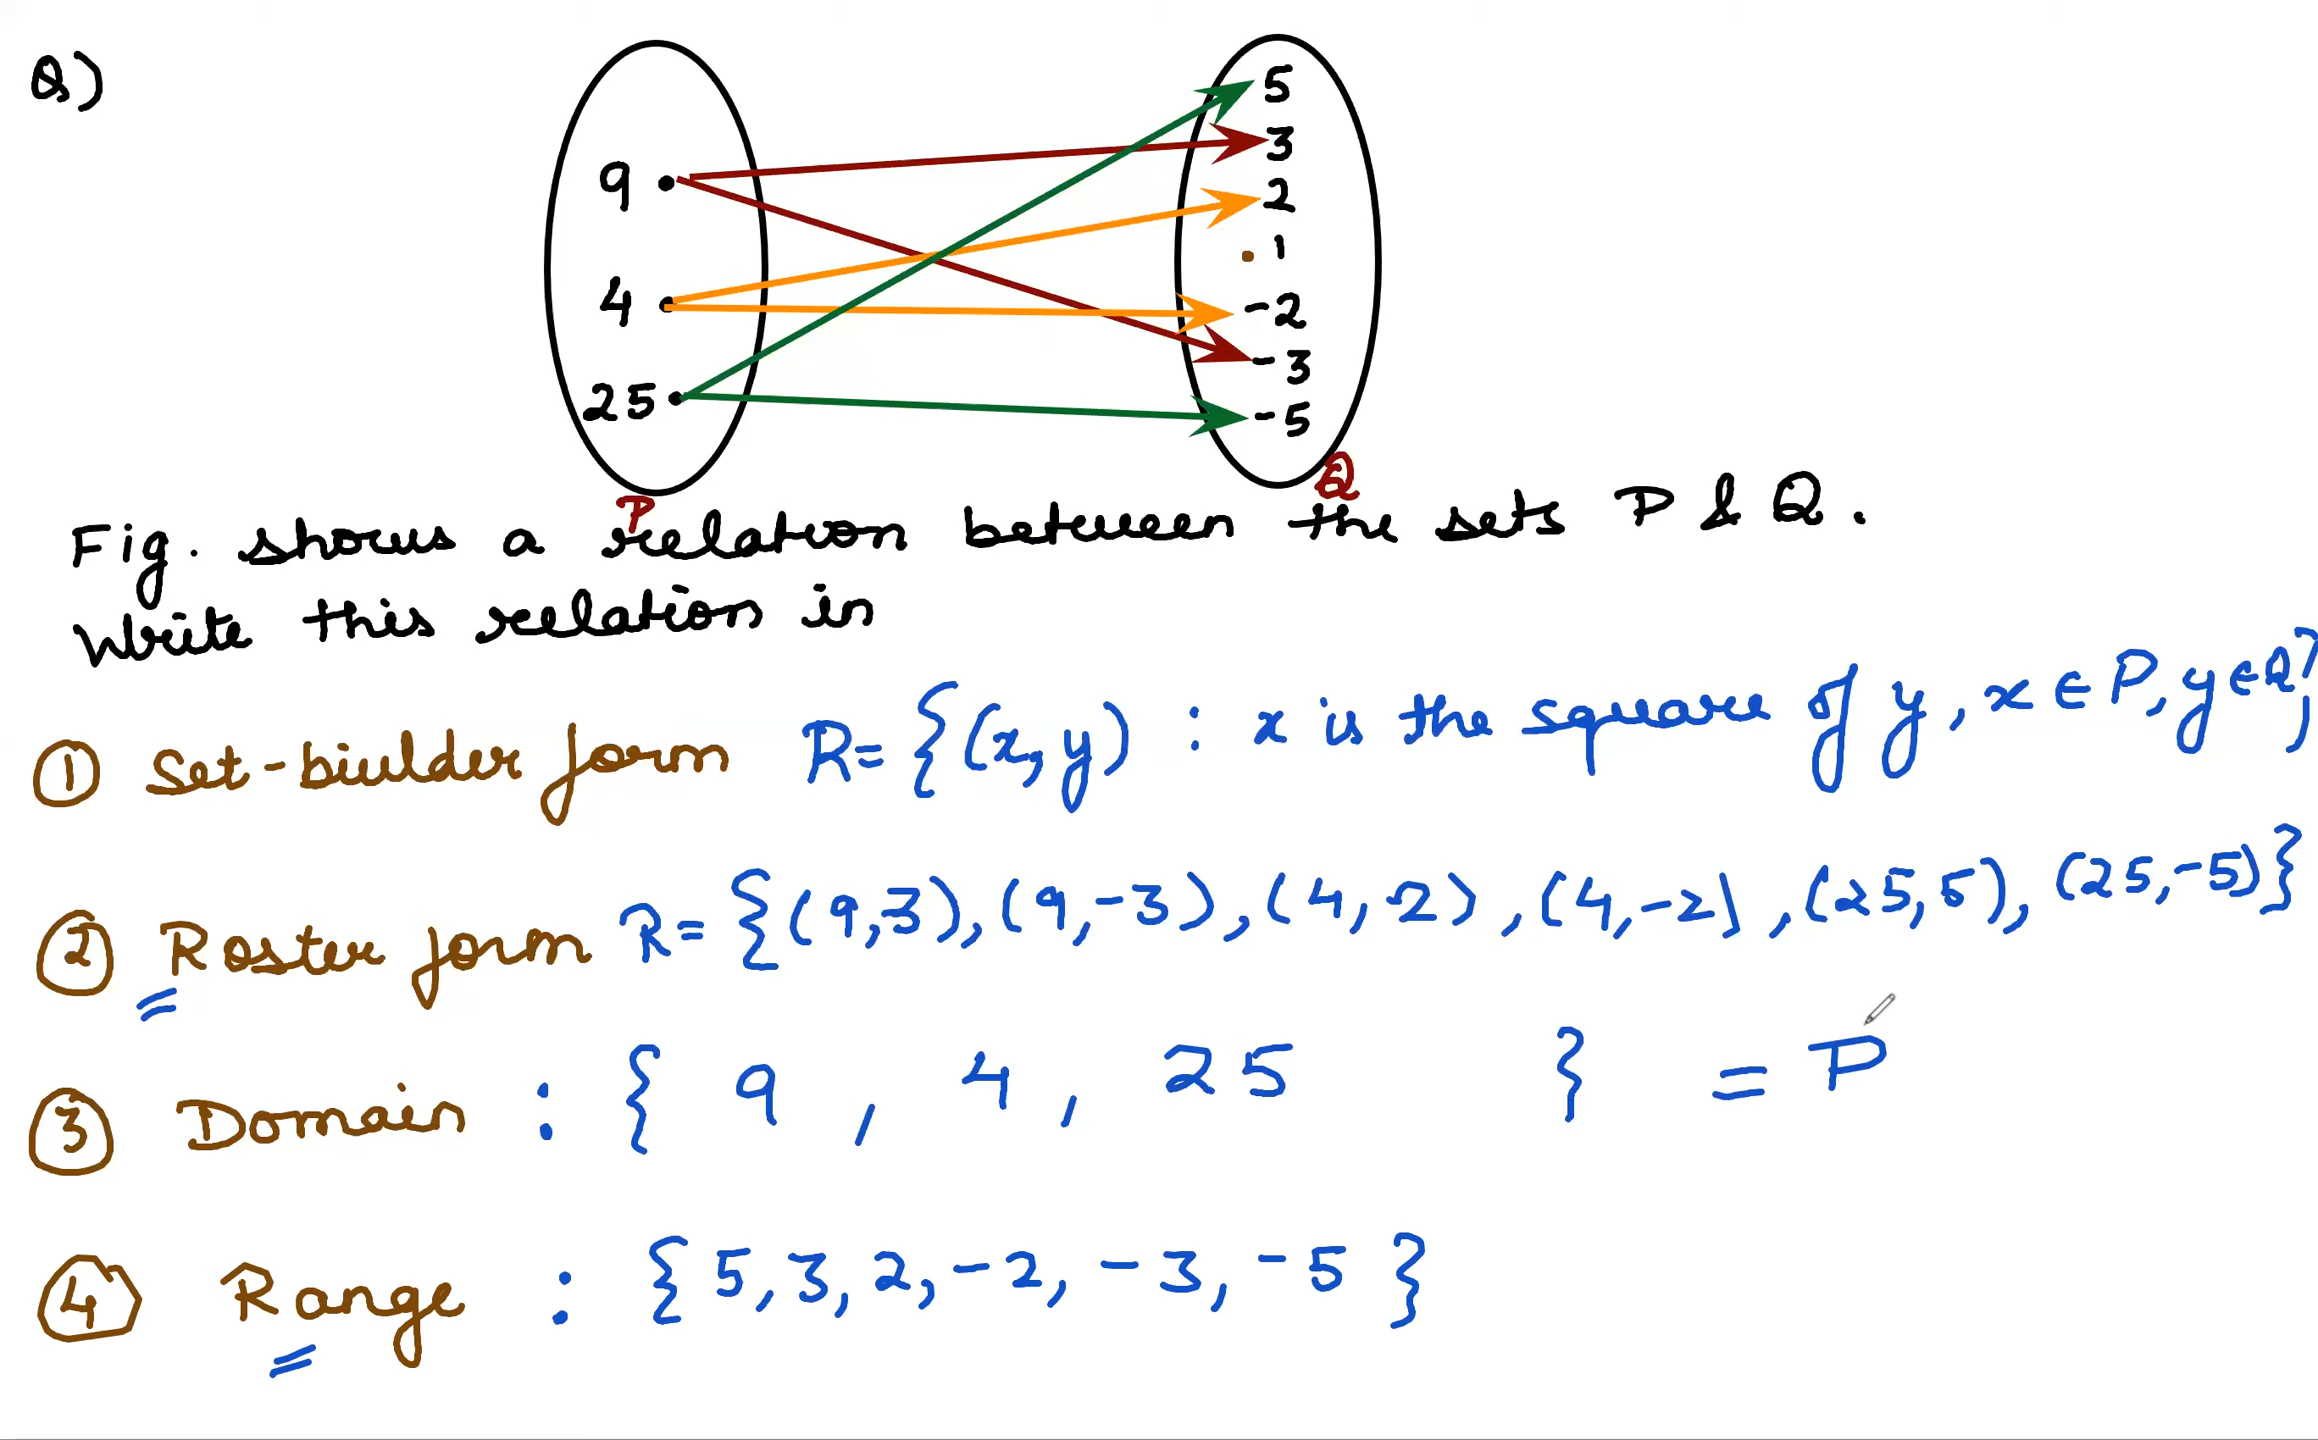 Q)
9
4
25
5
3
2
1
-2
-3
-5
P
Q
Fig. shows a relation between the sets P & Q.
Write this relation in
① Set-builder form R= {(x,y) : x is the square of y, x ∈ P, y ∈ Q}
② Roster form R= {(9,3), (9,-3), (4,2), (4,-2), (25,5), (25,-5)}
③ Domain : { 9 , 4 , 25 } = P
④ Range : { 5, 3, 2, -2, -3, -5 }